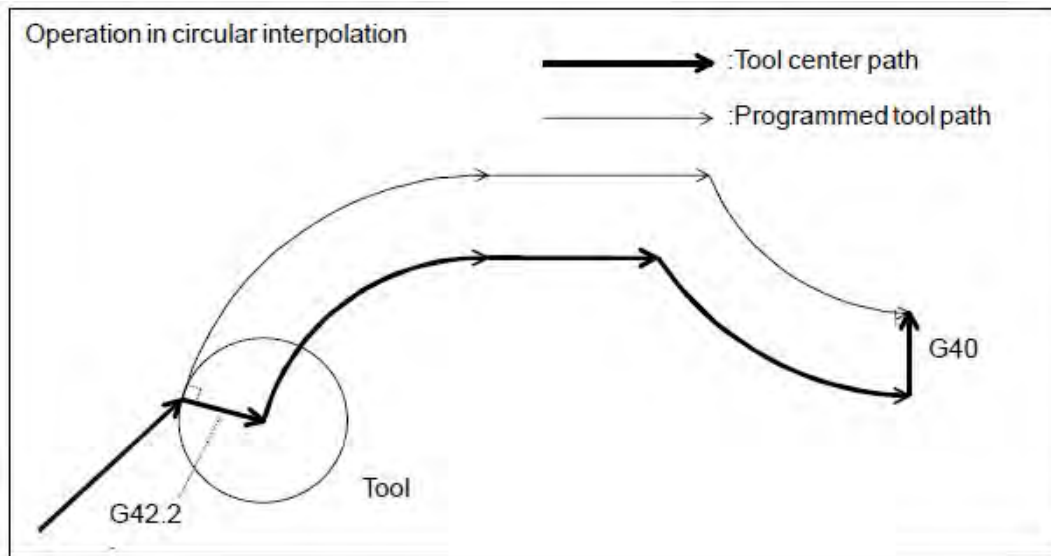 Operation in circular interpolation
:Tool center path
:Programmed tool path
G40
Tool
G42.2